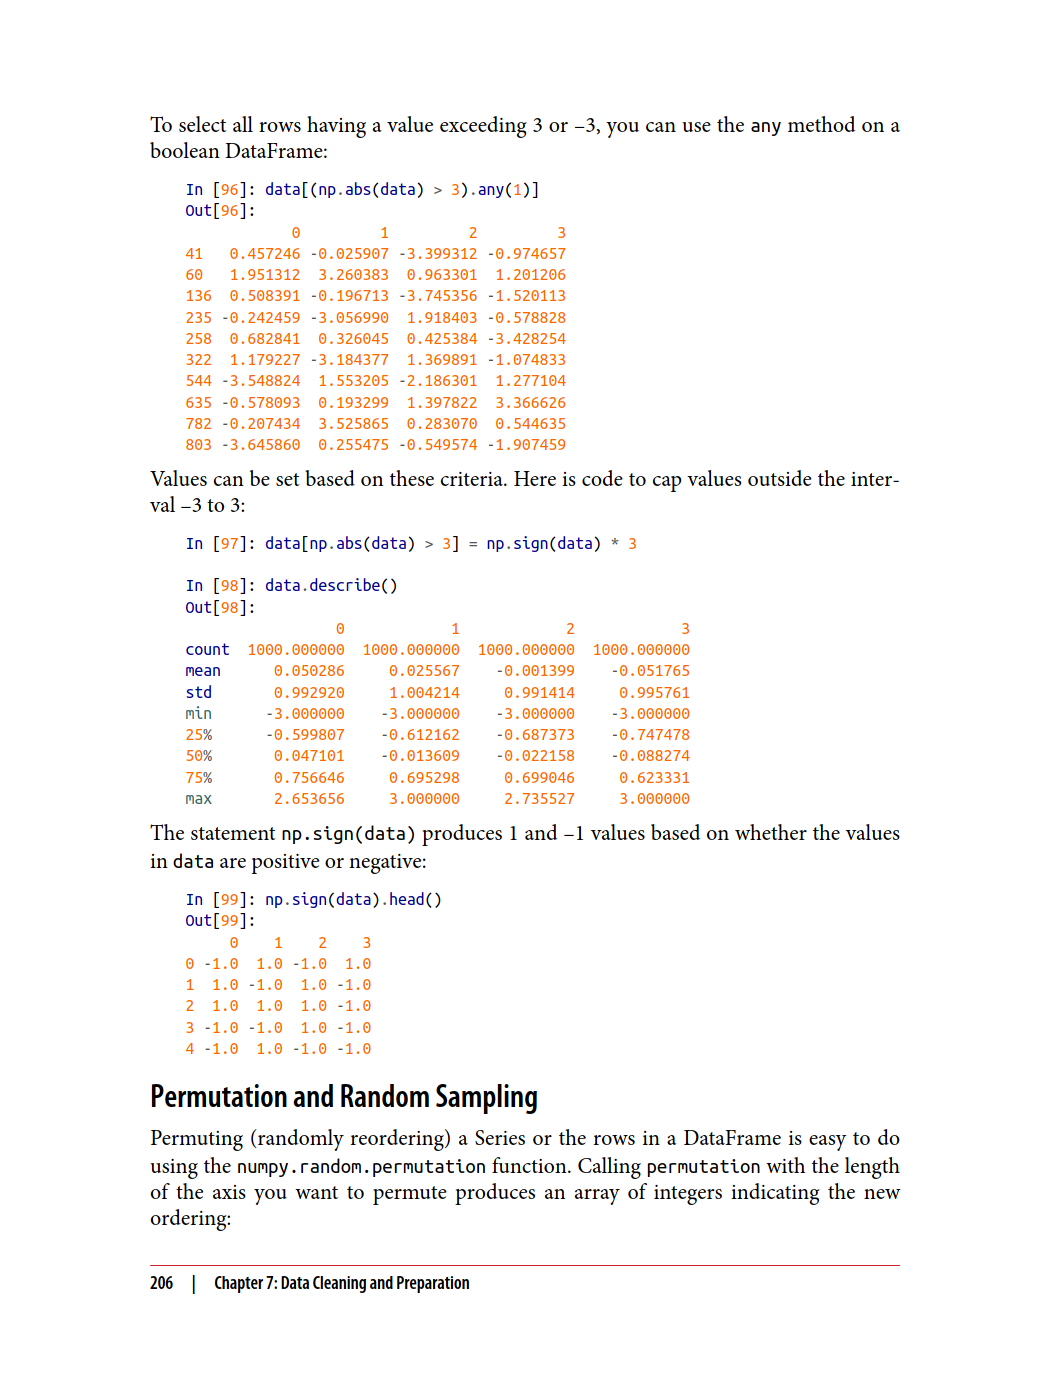 To select all rows having a value exceeding 3 or –3, you can use the any method on a
boolean DataFrame:
In [96]: data[(np.abs(data) > 3).any(1)]
Out[96]:
            0         1         2         3
41   0.457246 -0.025907 -3.399312 -0.974657
60   1.951312  3.260383  0.963301  1.201206
136  0.508391 -0.196713 -3.745356 -1.520113
235 -0.242459 -3.056990  1.918403 -0.578828
258  0.682841  0.326045  0.425384 -3.428254
322  1.179227 -3.184377  1.369891 -1.074833
544 -3.548824  1.553205 -2.186301  1.277104
635 -0.578093  0.193299  1.397822  3.366626
782 -0.207434  3.525865  0.283070  0.544635
803 -3.645860  0.255475 -0.549574 -1.907459
Values can be set based on these criteria. Here is code to cap values outside the inter-
val –3 to 3:
In [97]: data[np.abs(data) > 3] = np.sign(data) * 3
In [98]: data.describe()
Out[98]:
                 0            1            2            3
count  1000.000000  1000.000000  1000.000000  1000.000000
mean      0.050286     0.025567    -0.001399    -0.051765
std       0.992920     1.004214     0.991414     0.995761
min      -3.000000    -3.000000    -3.000000    -3.000000
25%      -0.599807    -0.612162    -0.687373    -0.747478
50%       0.047101    -0.013609    -0.022158    -0.088274
75%       0.756646     0.695298     0.699046     0.623331
max       2.653656     3.000000     2.735527     3.000000
The statement np.sign(data) produces 1 and –1 values based on whether the values
in data are positive or negative:
In [99]: np.sign(data).head()
Out[99]:
     0    1    2    3
0 -1.0  1.0 -1.0  1.0
1  1.0 -1.0  1.0 -1.0
2  1.0  1.0  1.0 -1.0
3 -1.0 -1.0  1.0 -1.0
4 -1.0  1.0 -1.0 -1.0
Permutation and Random Sampling
Permuting (randomly reordering) a Series or the rows in a DataFrame is easy to do
using the numpy.random.permutation function. Calling permutation with the length
of the axis you want to permute produces an array of integers indicating the new
ordering:
206 | Chapter 7: Data Cleaning and Preparation